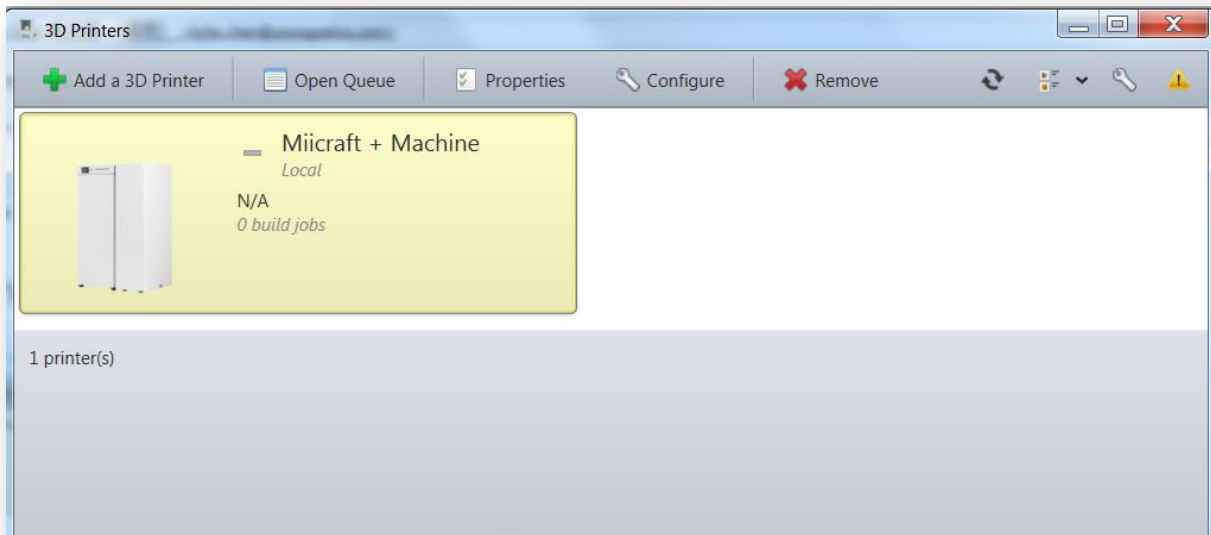 3D Printers
Add a 3D Printer Open Queue Properties Configure Remove
Miicraft + Machine
Local
N/A
0 build jobs
1 printer(s)